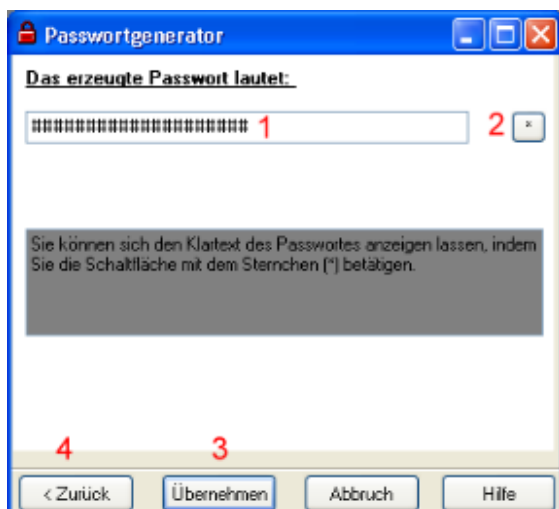 Passwortgenerator
Das erzeugte Passwort lautet:
#################### 1 2 *
Sie können sich den Klartext des Passwortes anzeigen lassen, indem
Sie die Schaltfläche mit dem Sternchen (*) betätigen.
4 3
< Zurück Übernehmen Abbruch Hilfe